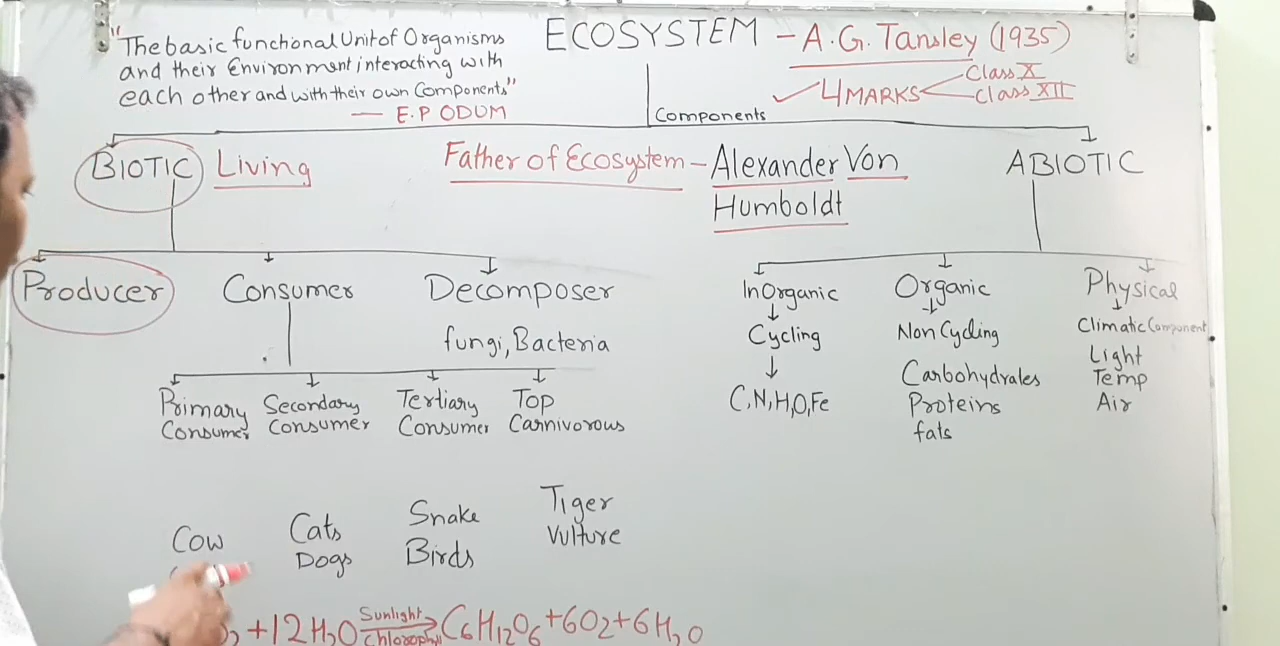 ECOSYSTEM - A.G. Tansley (1935)
"The basic functional Unit of Organisms
and their Environment interacting with
each other and with their own Components"
— E.P ODUM
4 MARKS
Class X
Class XII
Components
BIOTIC Living
Father of Ecosystem - Alexander Von
Humboldt
ABIOTIC
Producer
Consumer
Decomposer
fungi, Bacteria
Primary
Consumer
Secondary
Consumer
Tertiary
Consumer
Top
Carnivorous
Cow
Cats
Dogs
Snake
Birds
Tiger
Vulture
InOrganic
Cycling
C,N,H,O,Fe
Organic
Non Cycling
Carbohydrales
Proteins
fats
Physical
Climatic Component
Light
Temp
Air
+12H2O Sunlight C6H12O6+6O2+6H2O